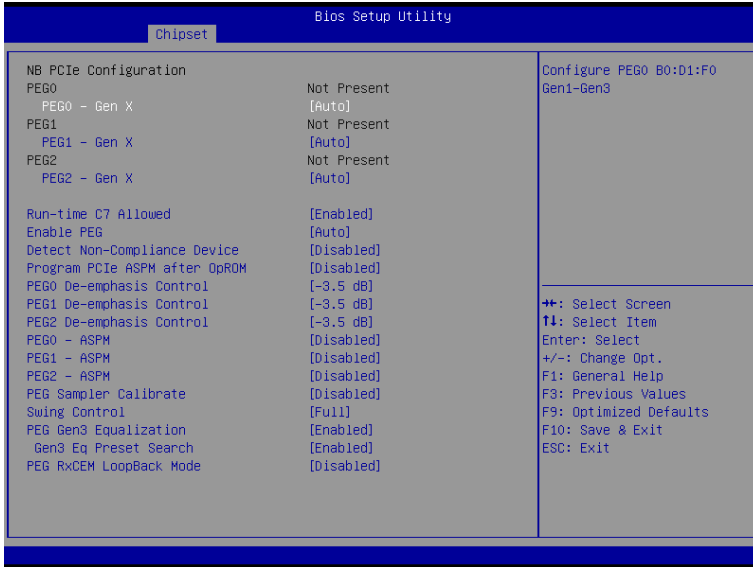 Bios Setup Utility
Chipset
NB PCIe Configuration
PEG0 Not Present
PEG0 - Gen X [Auto]
PEG1 Not Present
PEG1 - Gen X [Auto]
PEG2 Not Present
PEG2 - Gen X [Auto]
Run-time C7 Allowed [Enabled]
Enable PEG [Auto]
Detect Non-Compliance Device [Disabled]
Program PCIe ASPM after OpROM [Disabled]
PEG0 De-emphasis Control [-3.5 dB]
PEG1 De-emphasis Control [-3.5 dB]
PEG2 De-emphasis Control [-3.5 dB]
PEG0 - ASPM [Disabled]
PEG1 - ASPM [Disabled]
PEG2 - ASPM [Disabled]
PEG Sampler Calibrate [Disabled]
Swing Control [Full]
PEG Gen3 Equalization [Enabled]
Gen3 Eq Preset Search [Enabled]
PEG RxCEM LoopBack Mode [Disabled]
Configure PEG0 B0:D1:F0
Gen1-Gen3
→←: Select Screen
↑↓: Select Item
Enter: Select
+/-: Change Opt.
F1: General Help
F3: Previous Values
F9: Optimized Defaults
F10: Save & Exit
ESC: Exit